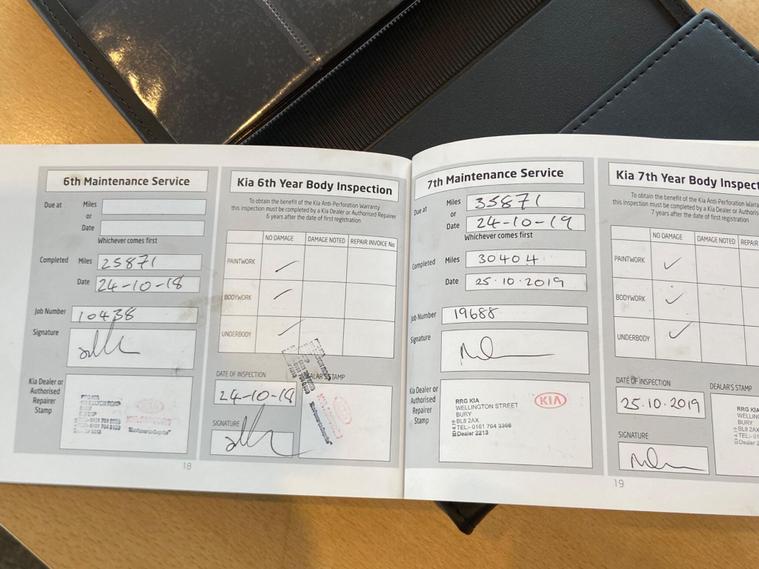 6th Maintenance Service
Due at Miles
or
Date
Whichever comes first
Completed Miles 25871
Date 24-10-18
Job Number 10438
Signature
Kia Dealer or
Authorised
Repairer
Stamp
18
Kia 6th Year Body Inspection
To obtain the benefit of the Kia Anti-Perforation Warranty
this inspection must be completed by a Kia Dealer or Authorised Repairer
6 years after the date of first registration
NO DAMAGE DAMAGE NOTED REPAIR INVOICE No
PAINTWORK
BODYWORK
UNDERBODY
DATE OF INSPECTION
24-10-18
SIGNATURE
7th Maintenance Service
Due at Miles 35871
or
Date 24-10-19
Whichever comes first
Completed Miles 30404
Date 25.10.2019
Job Number 19688
Signature
Kia Dealer or
Authorised
Repairer
Stamp
RRG KIA
WELLINGTON STREET
BURY
BL8 2AX
TEL:- 0161 704
Dealer 2213
KIA
19
Kia 7th Year Body Inspect
To obtain the benefit of the Kia Anti-Perforation Warran
this inspection must be completed by a Kia Dealer or Authoris
7 years after the date of first registration
NO DAMAGE DAMAGE NOTED REPAIR
PAINTWORK
BODYWORK
UNDERBODY
DATE OF INSPECTION DEALER'S STAMP
25.10.2019
RRG KIA
WELLINGT
BURY
BL8 2AX
TEL:- 01
Dealer 2
SIGNATURE